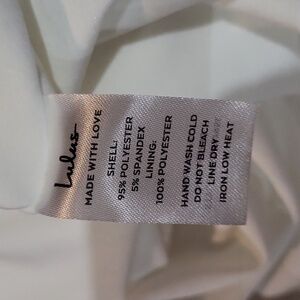 Lulus
MADE WITH LOVE
SHELL:
95% POLYESTER
5% SPANDEX
LINING:
100% POLYESTER
HAND WASH COLD
DO NOT BLEACH
LINE DRY
IRON LOW HEAT